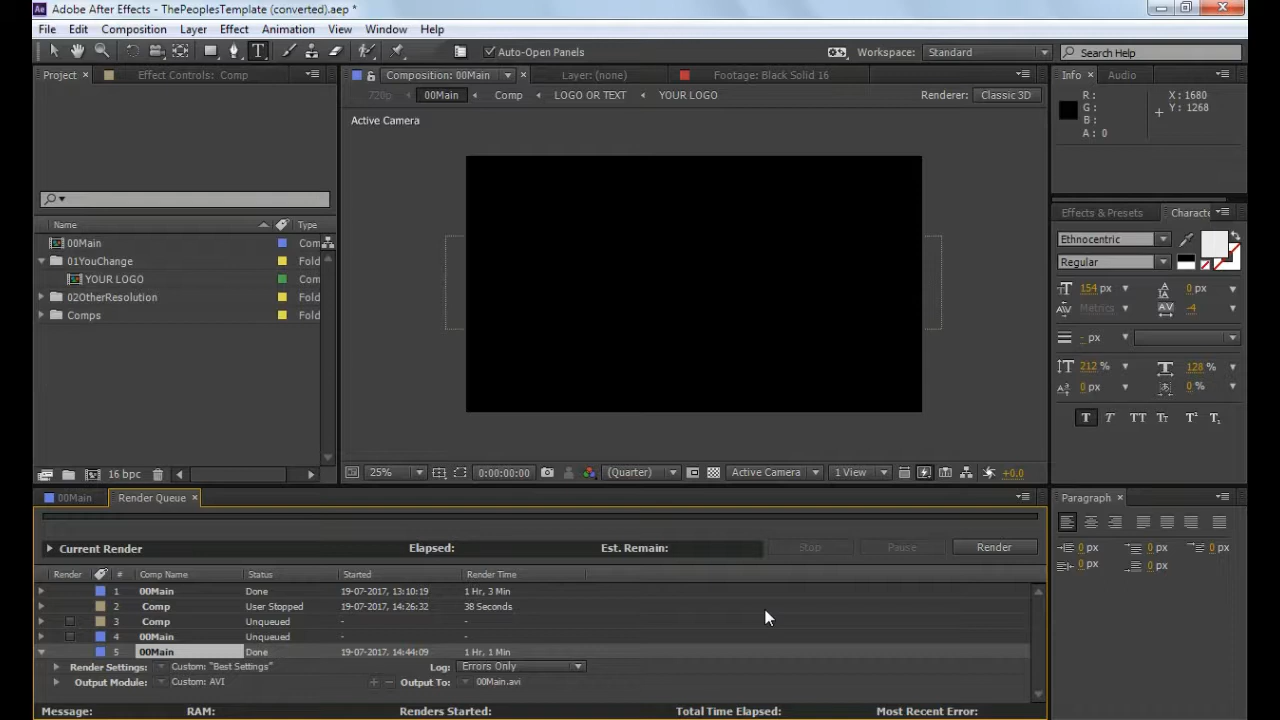 Ae Adobe After Effects - ThePeoplesTemplate (converted).aep *
File Edit Composition Layer Effect Animation View Window Help
T Auto-Open Panels Workspace: Standard Search Help
Project × Effect Controls: Comp Composition: 00Main × Layer: (none) Footage: Black Solid 16 Info × Audio
720p 00Main Comp LOGO OR TEXT YOUR LOGO Renderer: Classic 3D
R: X: 1680
G: Y: 1268
B:
A: 0
Active Camera
Effects & Presets Characte
Name Type
Ethnocentric
00Main Com
01YouChange Fold
Regular
YOUR LOGO Com
154 px 0 px
02OtherResolution Fold
Metrics -4
Comps Fold
- px
212 % 128 %
0 px 0 %
T T TT Tr T¹ T₁
16 bpc 25% 0:00:00:00 (Quarter) Active Camera 1 View +0.0
00Main Render Queue × Paragraph ×
Current Render Elapsed: Est. Remain: Stop Pause Render
0 px 0 px 0 px
0 px 0 px
Render # Comp Name Status Started Render Time
1 00Main Done 19-07-2017, 13:10:19 1 Hr, 3 Min
2 Comp User Stopped 19-07-2017, 14:26:32 38 Seconds
3 Comp Unqueued - -
4 00Main Unqueued - -
5 00Main Done 19-07-2017, 14:44:09 1 Hr, 1 Min
Render Settings: Custom: "Best Settings" Log: Errors Only
Output Module: Custom: AVI + - Output To: 00Main.avi
Message: RAM: Renders Started: Total Time Elapsed: Most Recent Error: